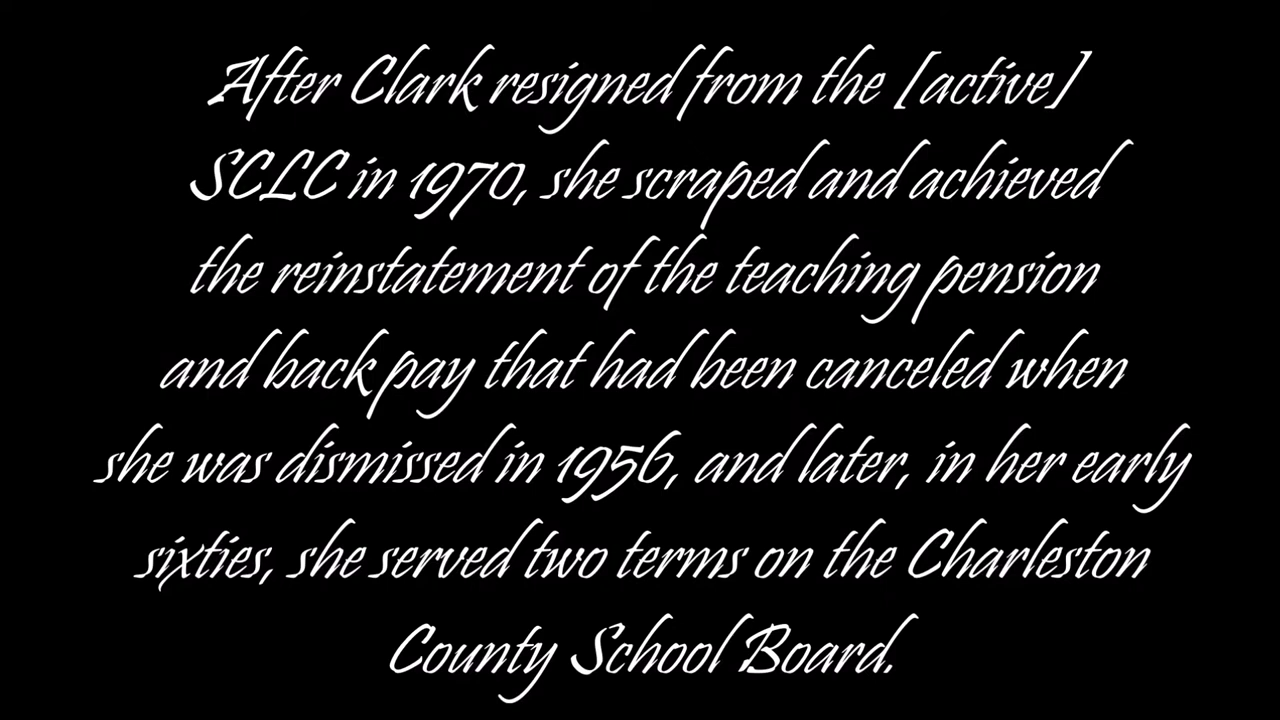 After Clark resigned from the [active]
SCLC in 1970, she scraped and achieved
the reinstatement of the teaching pension
and back pay that had been canceled when
she was dismissed in 1956, and later, in her early
sixties, she served two terms on the Charleston
County School Board.